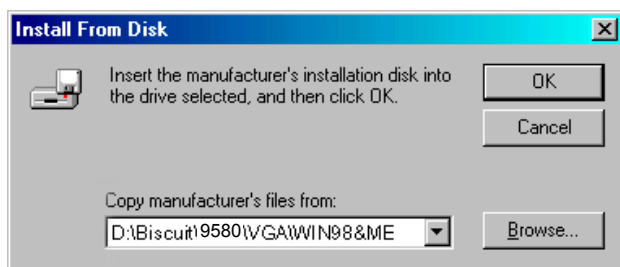 Install From Disk
Insert the manufacturer's installation disk into
the drive selected, and then click OK.
OK
Cancel
Copy manufacturer's files from:
D:\Biscuit\9580\VGA\WIN98&ME
Browse...